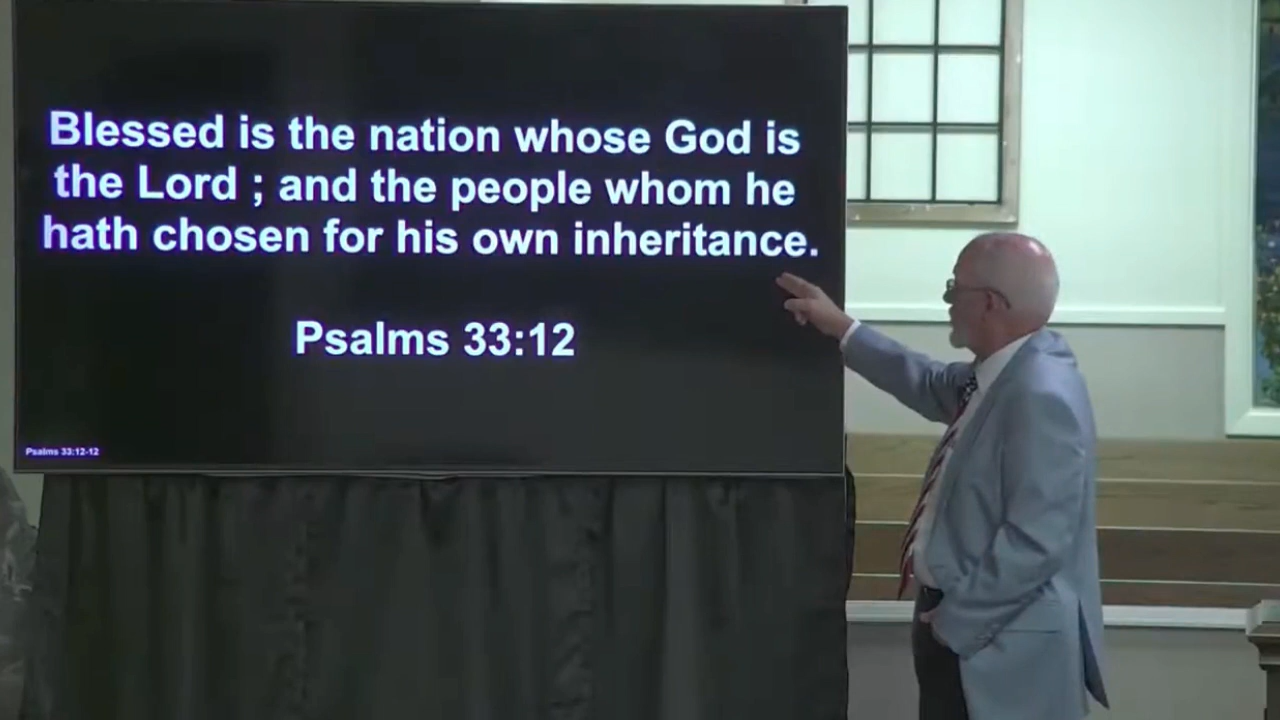 Blessed is the nation whose God is
the Lord ; and the people whom he
hath chosen for his own inheritance.
Psalms 33:12
Psalms 33:12-12